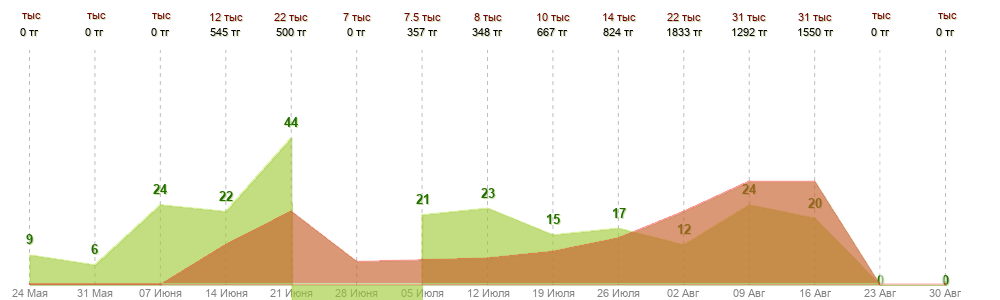 тыс тыс тыс 12 тыс 22 тыс 7 тыс 7.5 тыс 8 тыс 10 тыс 14 тыс 22 тыс 31 тыс 31 тыс тыс тыс
0 тг 0 тг 0 тг 545 тг 500 тг 0 тг 357 тг 348 тг 667 тг 824 тг 1833 тг 1292 тг 1550 тг 0 тг 0 тг
44
24 23 24
22 21 20
9 6 15 17 12
0 0
24 Мая 31 Мая 07 Июня 14 Июня 21 Июня 28 Июня 05 Июля 12 Июля 19 Июля 26 Июля 02 Авг 09 Авг 16 Авг 23 Авг 30 Авг